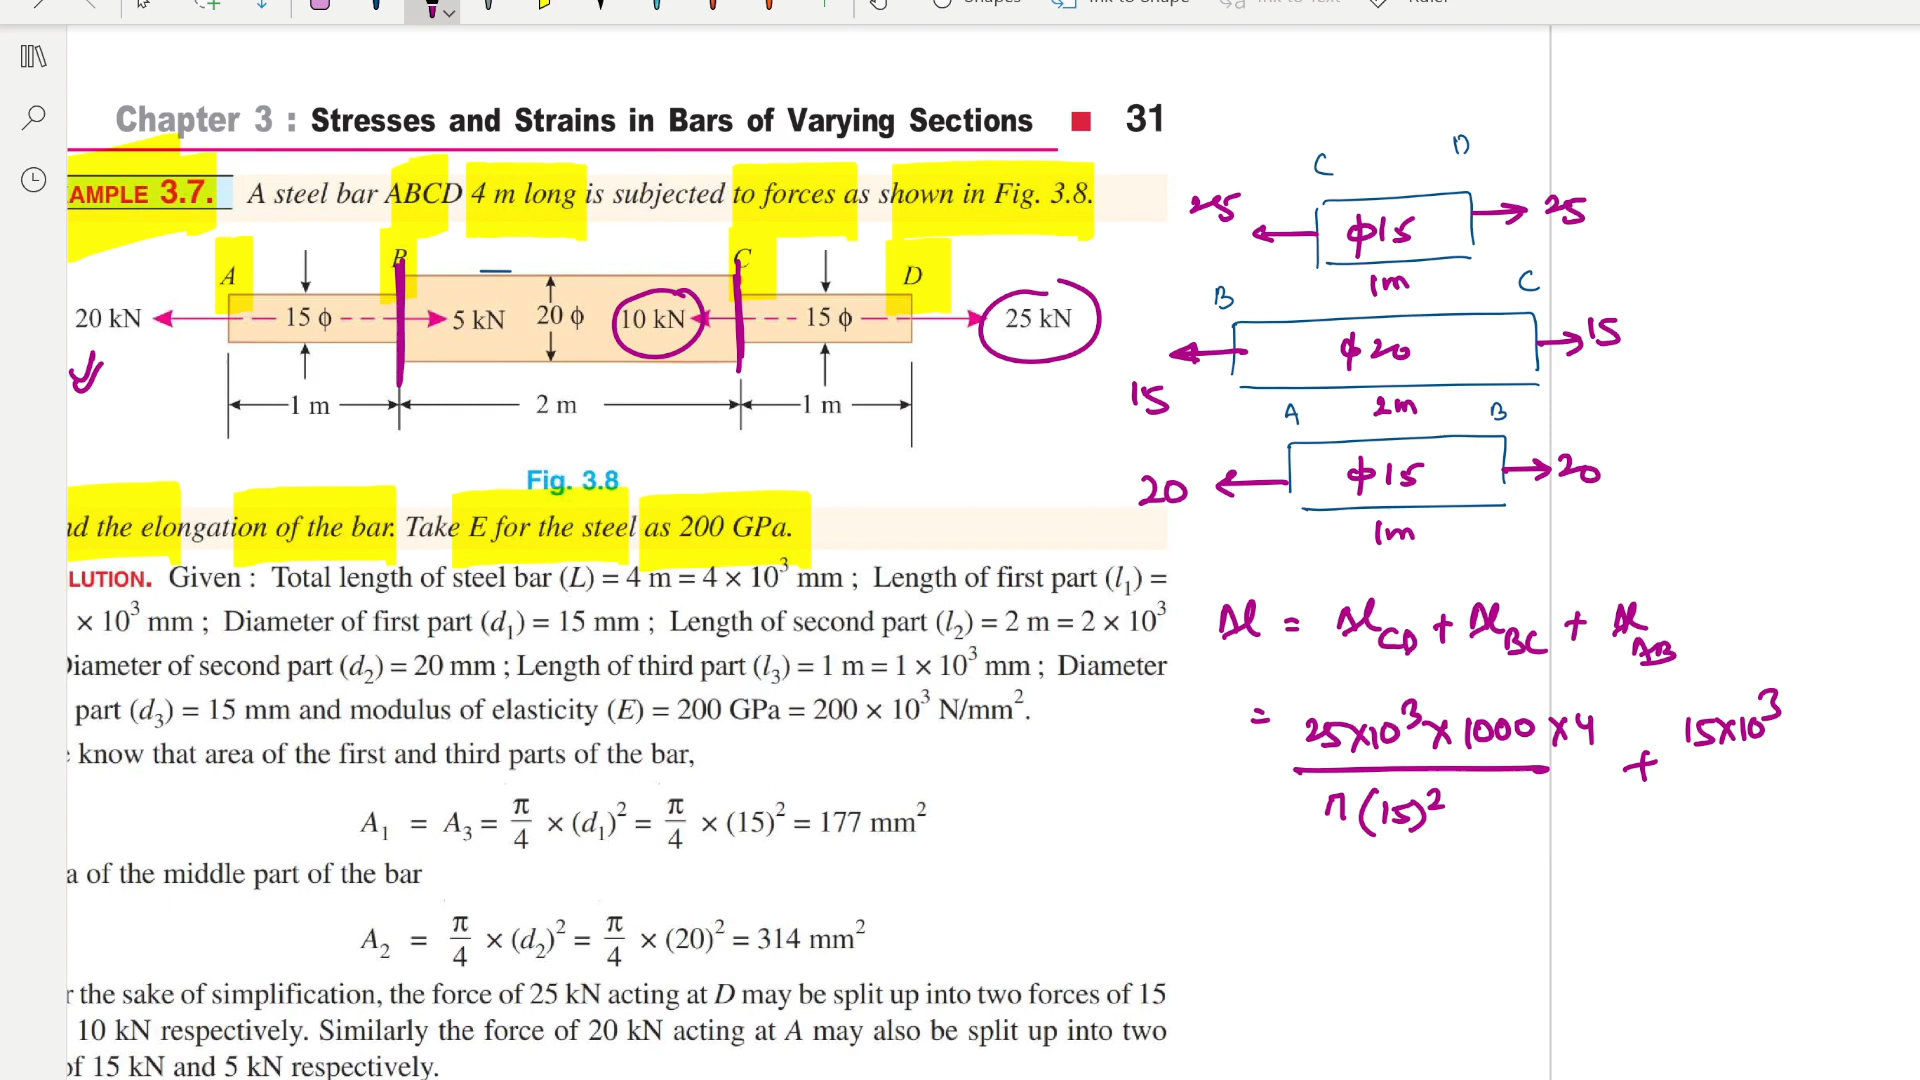 Chapter 3 : Stresses and Strains in Bars of Varying Sections ■ 31
AMPLE 3.7. A steel bar ABCD 4 m long is subjected to forces as shown in Fig. 3.8.
A B C D
20 kN 15 ϕ 5 kN 20 ϕ 10 kN 15 ϕ 25 kN
1 m 2 m 1 m
Fig. 3.8
nd the elongation of the bar. Take E for the steel as 200 GPa.
LUTION. Given : Total length of steel bar (L) = 4 m = 4 × 10³ mm ; Length of first part (l₁) =
× 10³ mm ; Diameter of first part (d₁) = 15 mm ; Length of second part (l₂) = 2 m = 2 × 10³
Diameter of second part (d₂) = 20 mm ; Length of third part (l₃) = 1 m = 1 × 10³ mm ; Diameter
part (d₃) = 15 mm and modulus of elasticity (E) = 200 GPa = 200 × 10³ N/mm².
know that area of the first and third parts of the bar,
A₁ = A₃ = π/4 × (d₁)² = π/4 × (15)² = 177 mm²
a of the middle part of the bar
A₂ = π/4 × (d₂)² = π/4 × (20)² = 314 mm²
r the sake of simplification, the force of 25 kN acting at D may be split up into two forces of 15
10 kN respectively. Similarly the force of 20 kN acting at A may also be split up into two
of 15 kN and 5 kN respectively.
C D
25 ϕ15 25
1m
B C
15 ϕ20 15
2m
A B
20 ϕ15 20
1m
Δl = Δl CD + Δl BC + Δl AB
= 25×10³×1000×4 / π(15)² + 15×10³